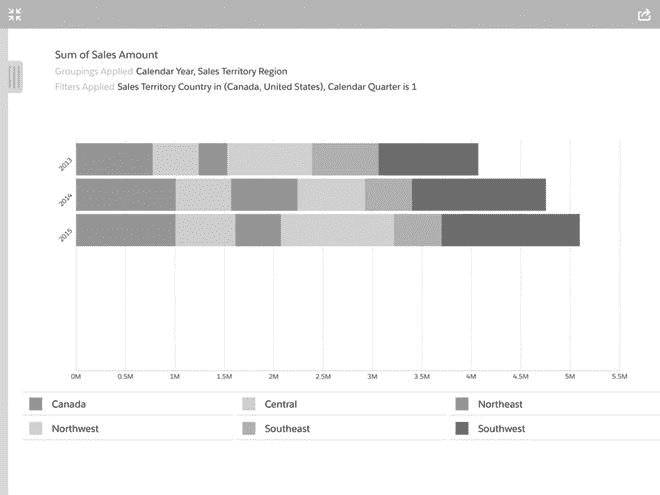 Sum of Sales Amount
Groupings Applied Calendar Year, Sales Territory Region
Filters Applied Sales Territory Country in (Canada, United States), Calendar Quarter is 1
2013
2014
2015
0M 0.5M 1M 1.5M 2M 2.5M 3M 3.5M 4M 4.5M 5M 5.5M
Canada Central Northeast
Northwest Southeast Southwest